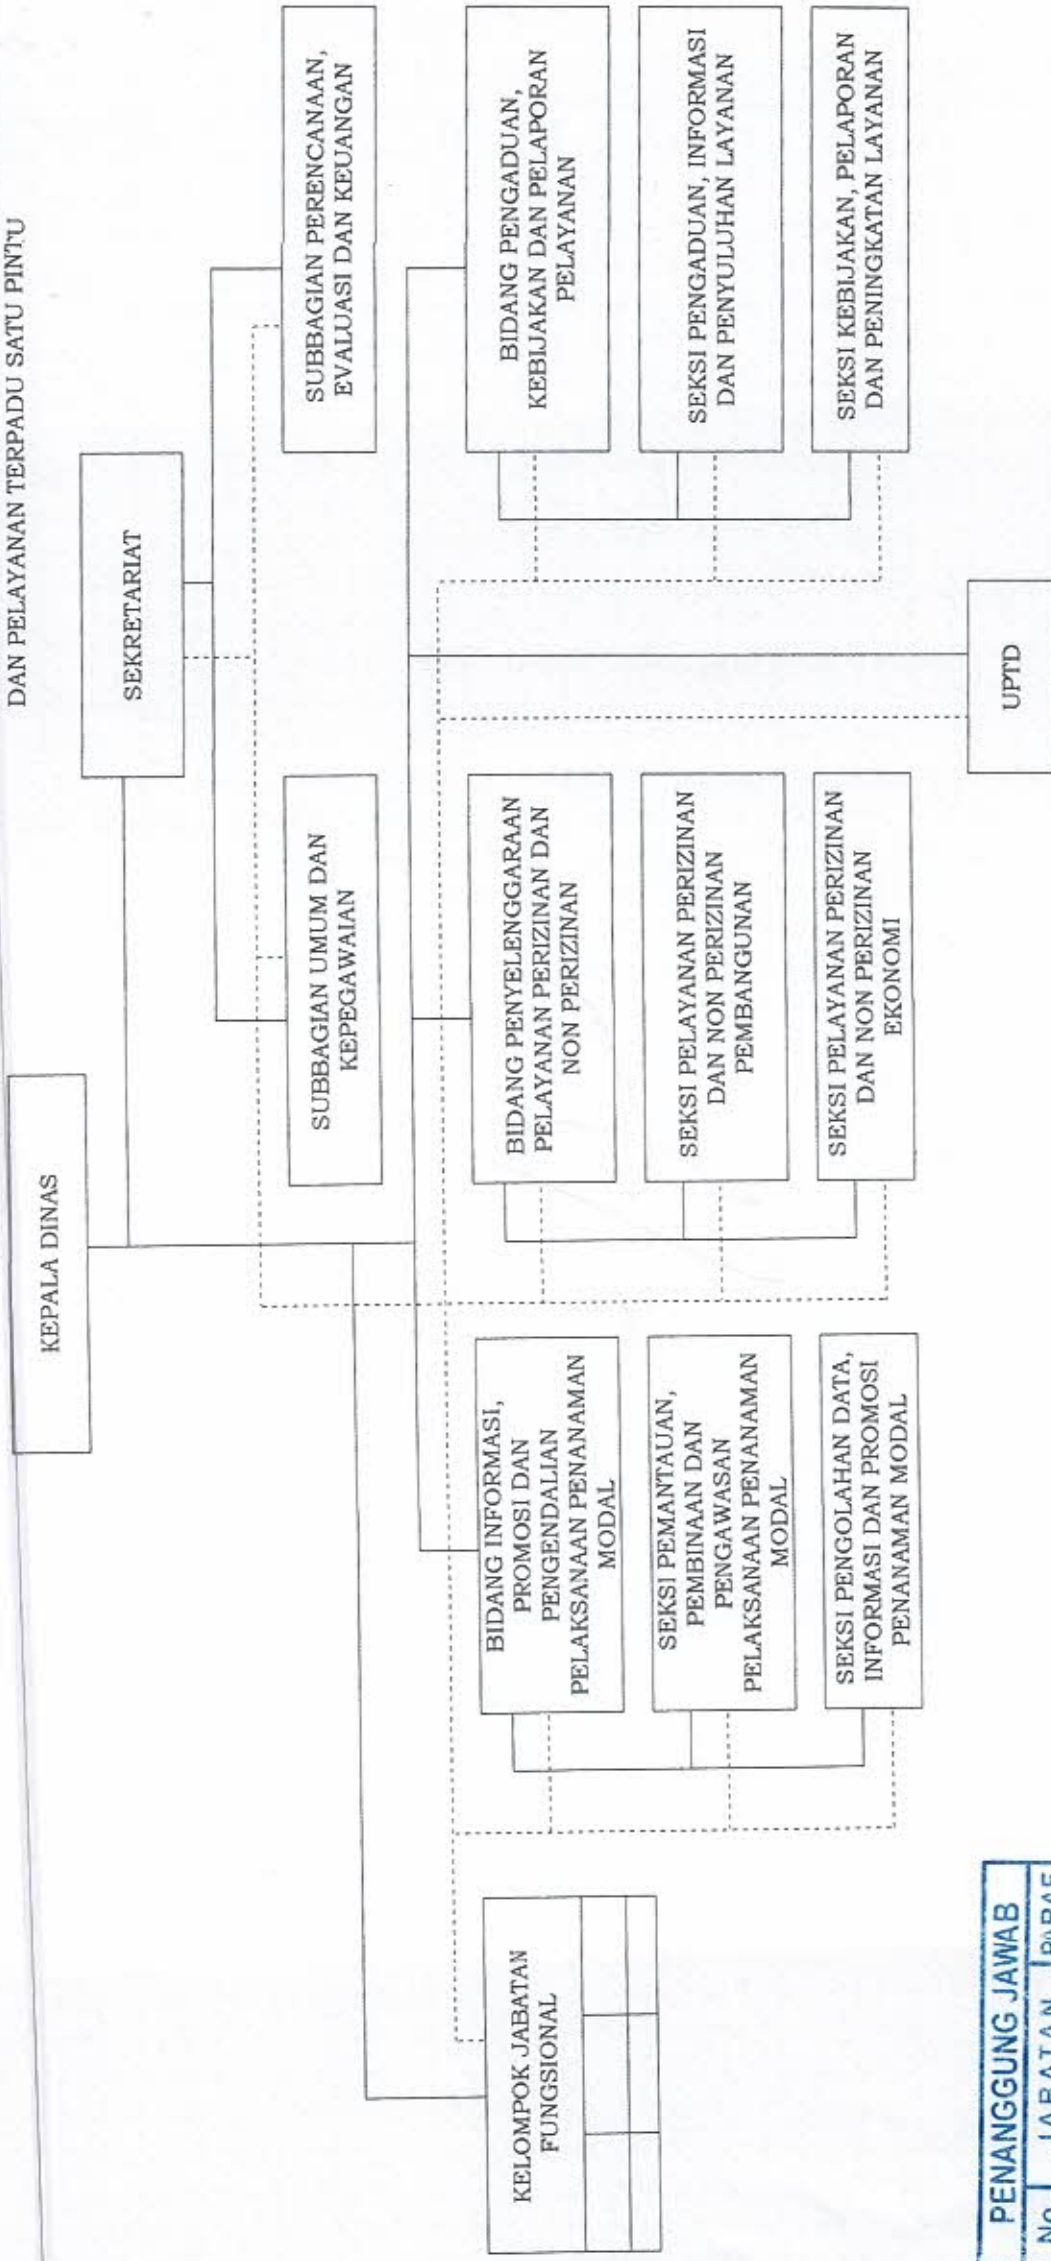 DAN PELAYANAN TERPADU SATU PINTU
KEPALA DINAS
SEKRETARIAT
SUBBAGIAN UMUM DAN
KEPEGAWAIAN
SUBBAGIAN PERENCANAAN,
EVALUASI DAN KEUANGAN
KELOMPOK JABATAN
FUNGSIONAL
BIDANG INFORMASI,
PROMOSI DAN
PENGENDALIAN
PELAKSANAAN PENANAMAN
MODAL
SEKSI PEMANTAUAN,
PEMBINAAN DAN
PENGAWASAN
PELAKSANAAN PENANAMAN
MODAL
SEKSI PENGOLAHAN DATA,
INFORMASI DAN PROMOSI
PENANAMAN MODAL
BIDANG PENYELENGGARAAN
PELAYANAN PERIZINAN DAN
NON PERIZINAN
SEKSI PELAYANAN PERIZINAN
DAN NON PERIZINAN
PEMBANGUNAN
SEKSI PELAYANAN PERIZINAN
DAN NON PERIZINAN
EKONOMI
BIDANG PENGADUAN,
KEBIJAKAN DAN PELAPORAN
PELAYANAN
SEKSI PENGADUAN, INFORMASI
DAN PENYULUHAN LAYANAN
SEKSI KEBIJAKAN, PELAPORAN
DAN PENINGKATAN LAYANAN
UPTD
PENANGGUNG JAWAB
No JABATAN PARAF